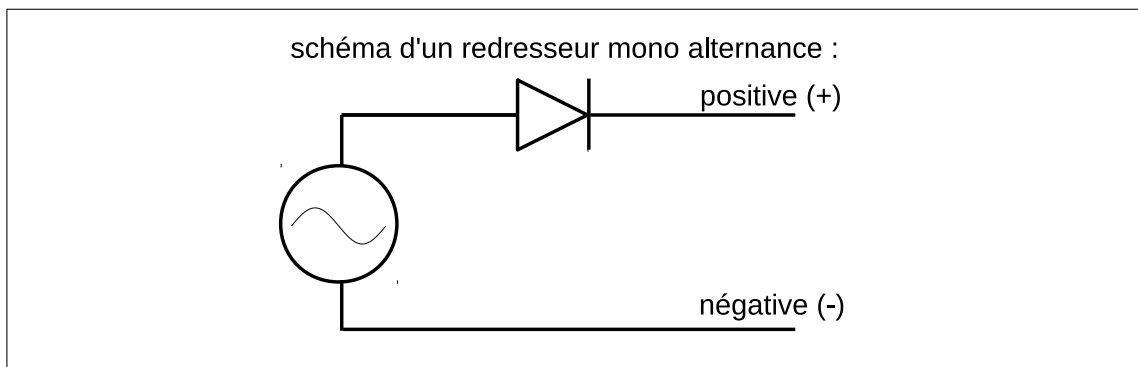 schéma d'un redresseur mono alternance :
positive (+)
négative (-)